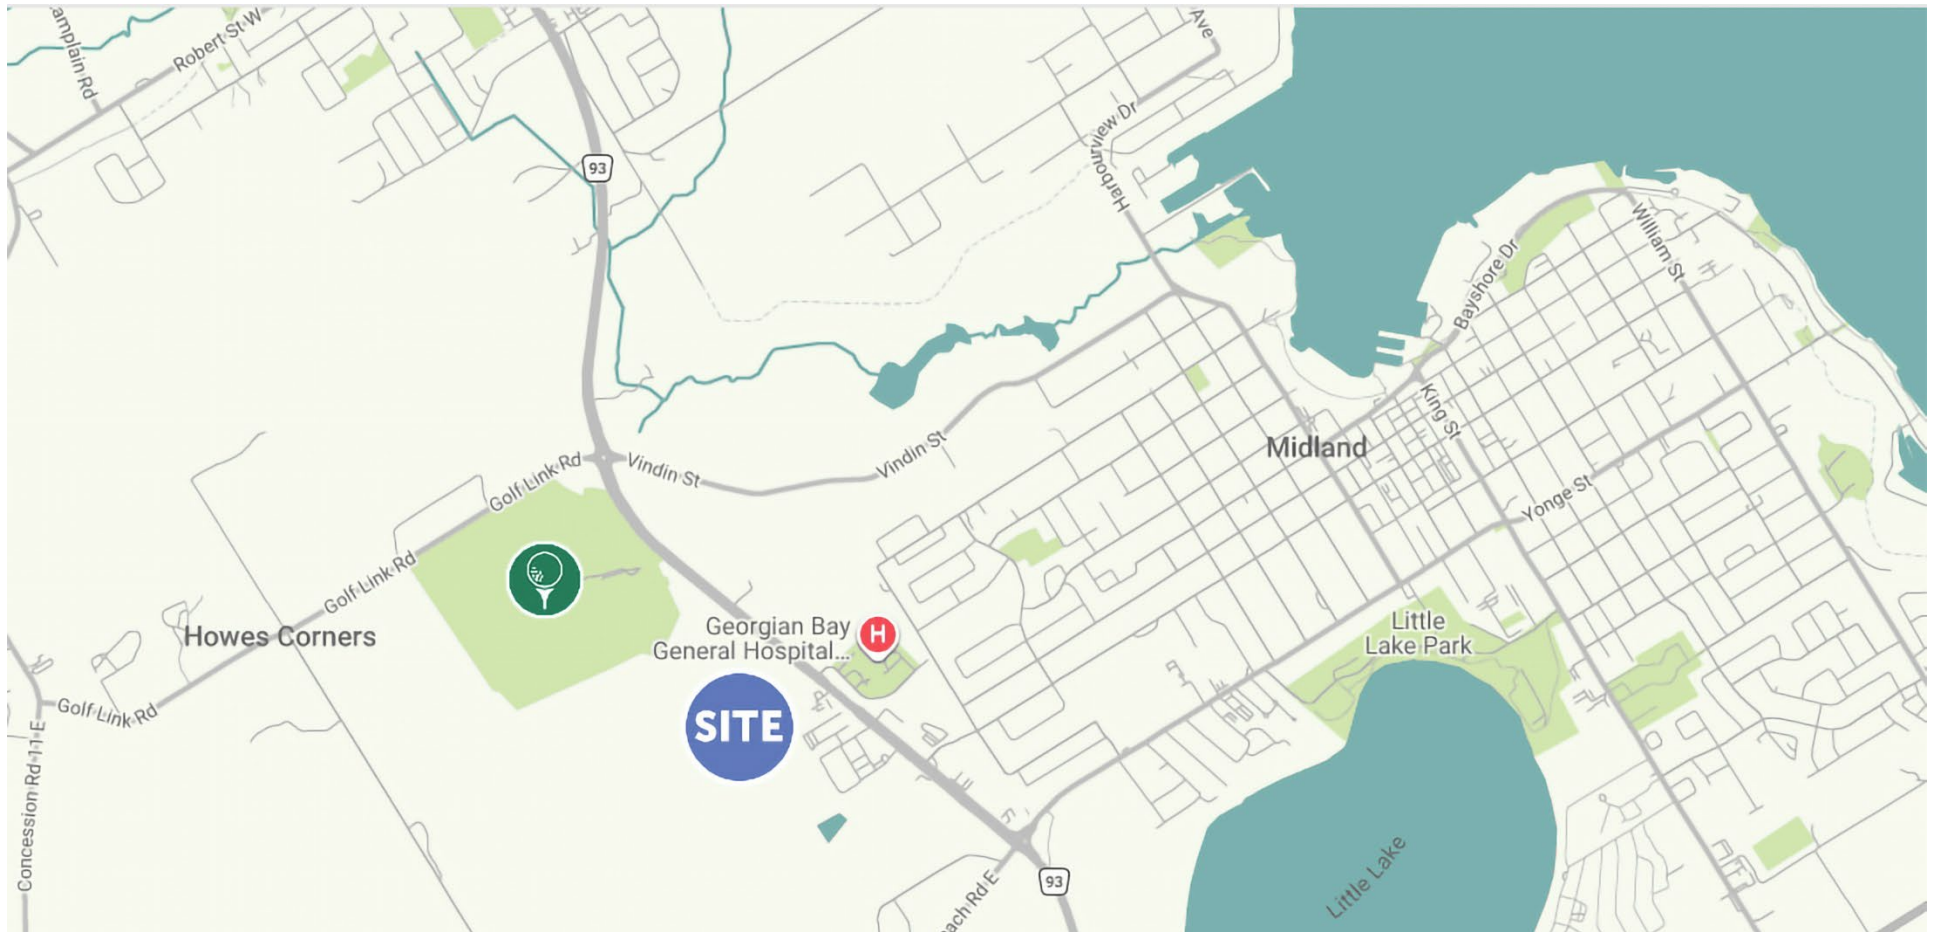 amplain Rd
Robert St W
Ave
93
Harbourview Dr
William St
Bayshore Dr
King St
Midland
Golf Link Rd
Vindin St
Vindin St
Yonge St
Golf Link Rd
Howes Corners
Georgian Bay
General Hospital...
H
Little
Lake Park
Golf Link Rd
SITE
Concession Rd 11 E
Little Lake
93
ach Rd E